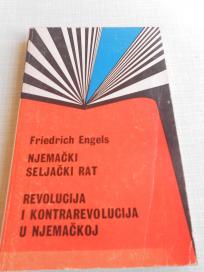 Friedrich Engels
NJEMAČKI
SELJAČKI RAT
REVOLUCIJA
I KONTRAREVOLUCIJA
U NJEMAČKOJ